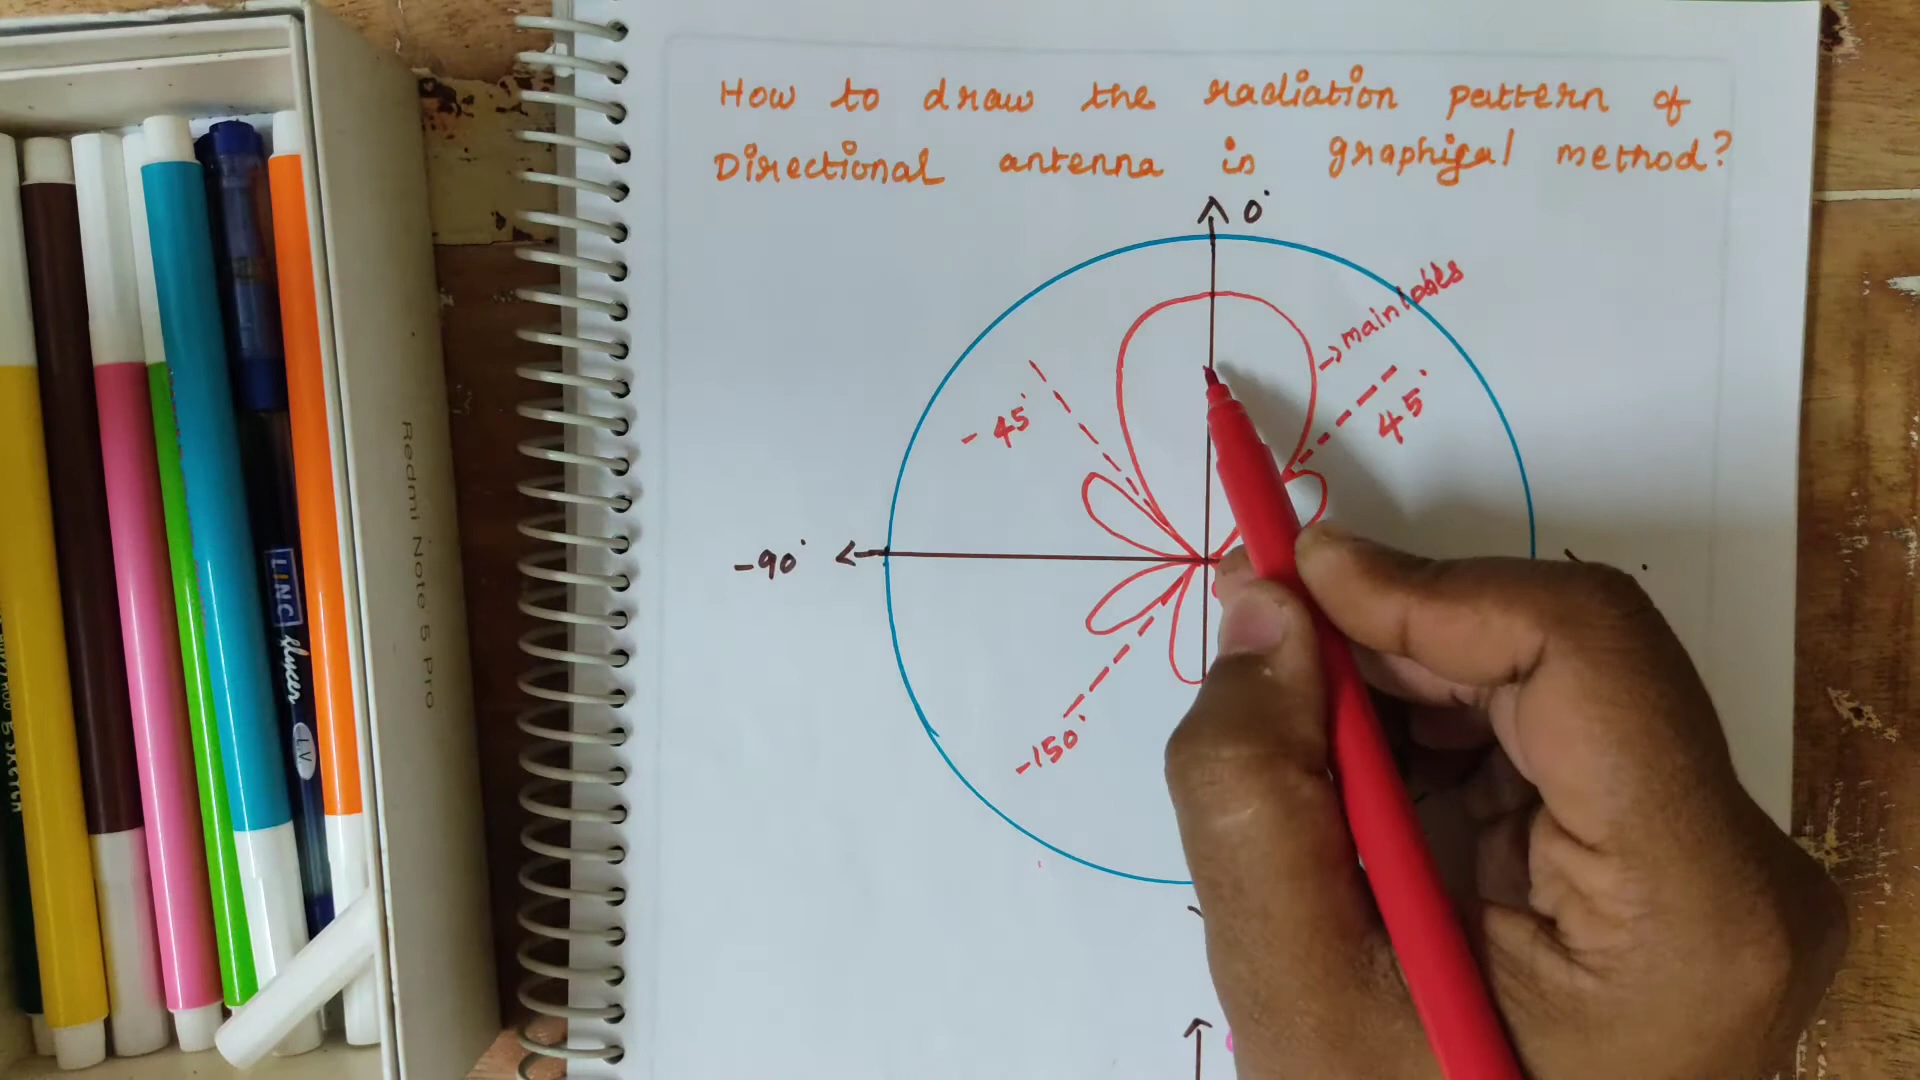 How to draw the radiation pattern of
Directional antenna in graphical method?
0°
→ main lobes
-45°
45°
-90°
-150°
Redmi Note 5 Pro
LINC